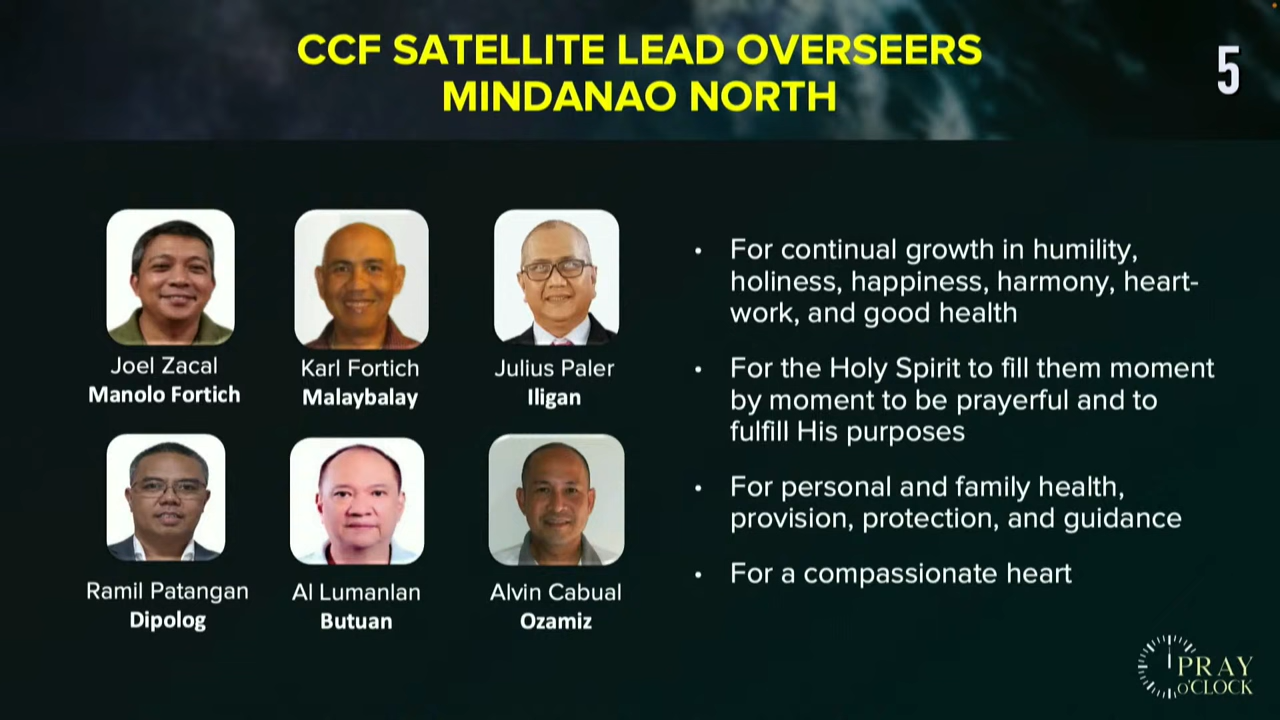 CCF SATELLITE LEAD OVERSEERS
MINDANAO NORTH
5
Joel Zacal
Manolo Fortich
Karl Fortich
Malaybalay
Julius Paler
Iligan
Ramil Patangan
Dipolog
Al Lumanlan
Butuan
Alvin Cabual
Ozamiz
• For continual growth in humility,
holiness, happiness, harmony, heart-
work, and good health
• For the Holy Spirit to fill them moment
by moment to be prayerful and to
fulfill His purposes
• For personal and family health,
provision, protection, and guidance
• For a compassionate heart
PRAY
O'CLOCK